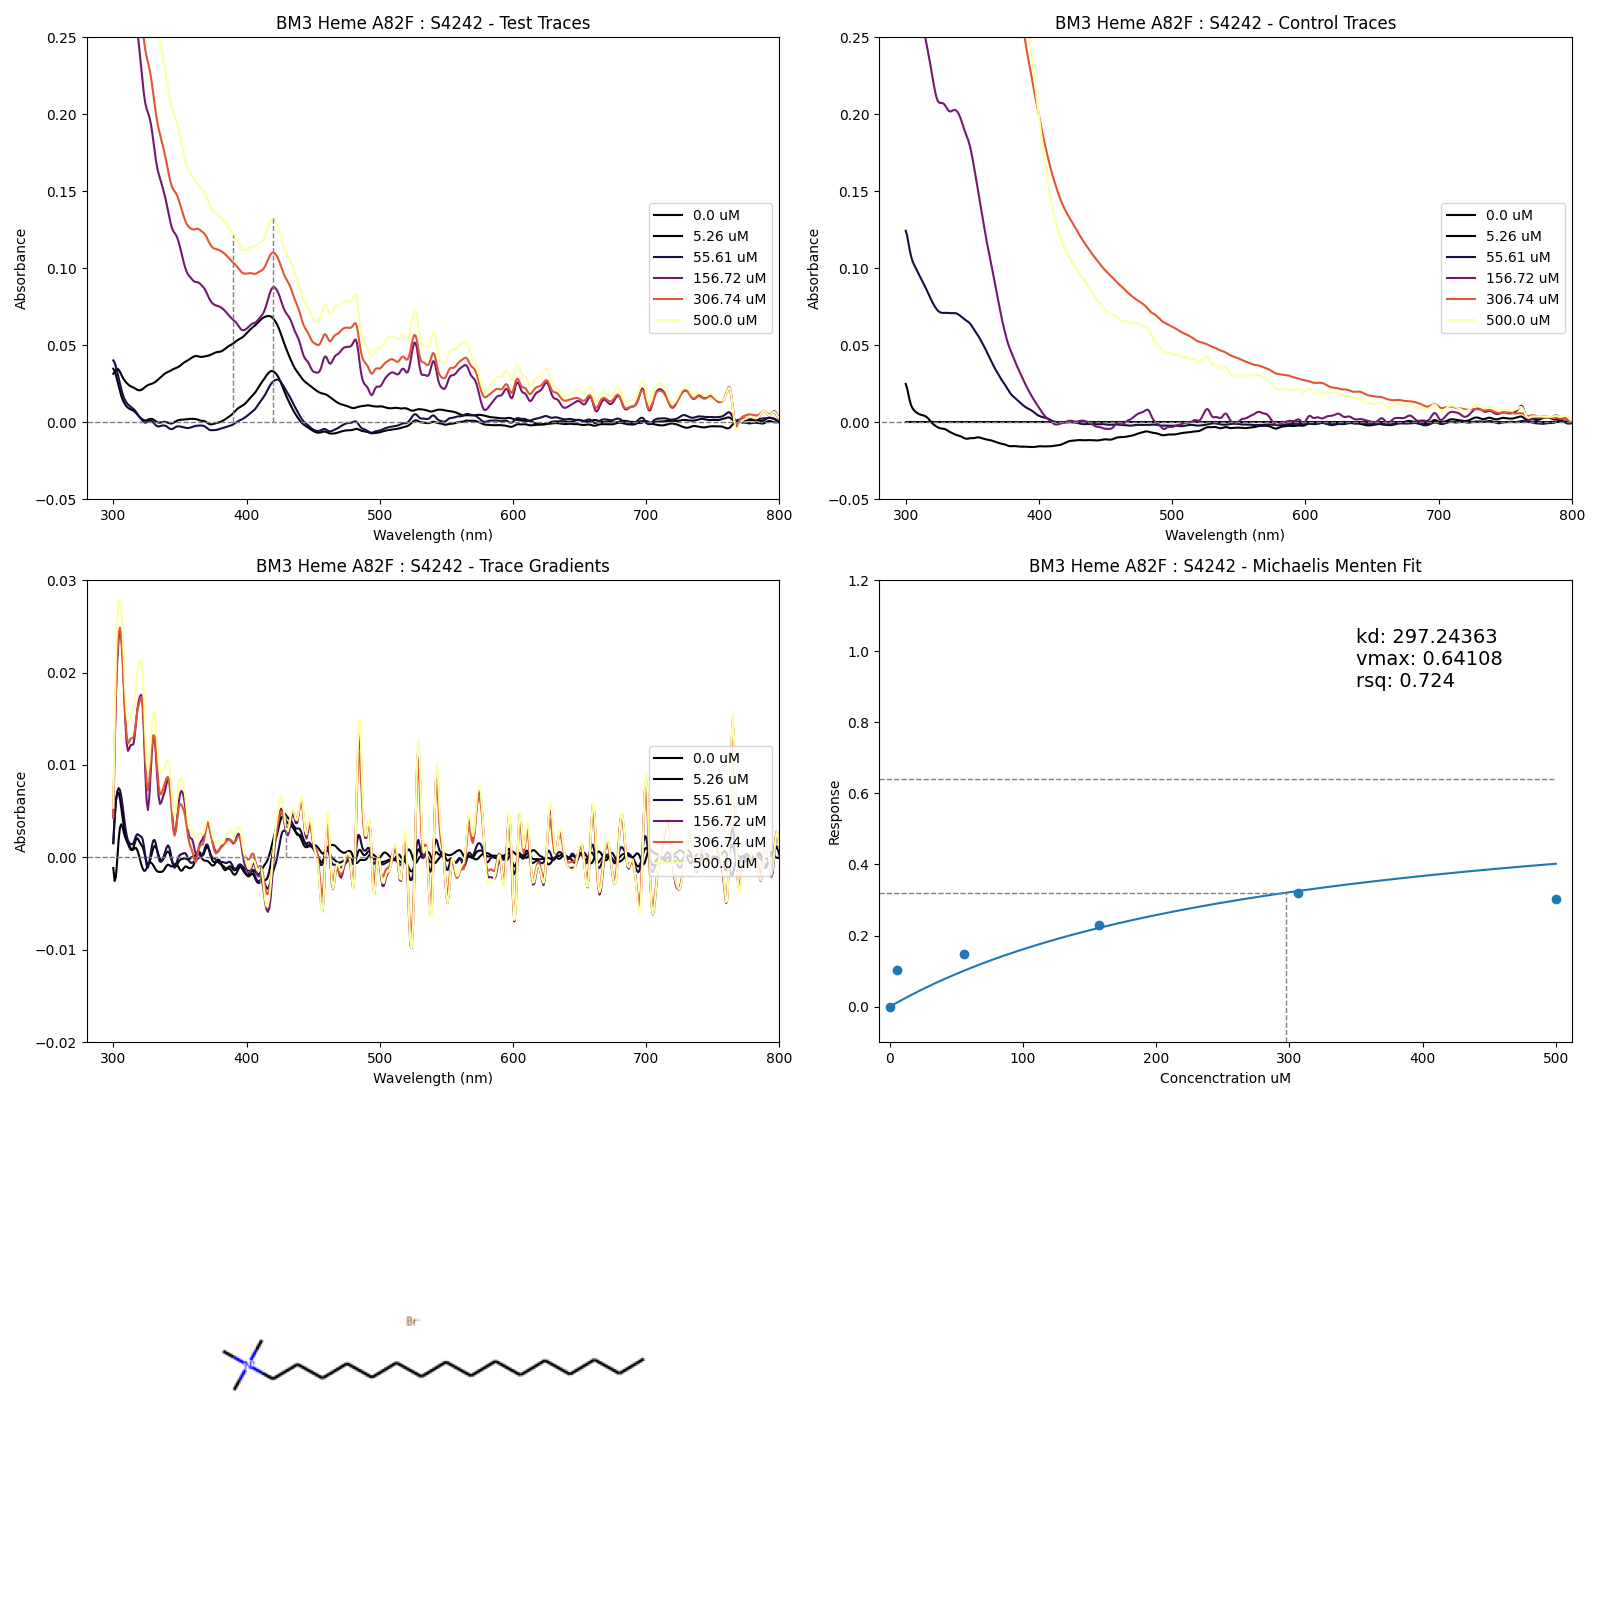 BM3 Heme A82F : S4242 - Test Traces
0.25
0.20
0.15
0.10
0.05
0.00
−0.05
Absorbance
300 400 500 600 700 800
Wavelength (nm)
0.0 uM
5.26 uM
55.61 uM
156.72 uM
306.74 uM
500.0 uM
BM3 Heme A82F : S4242 - Control Traces
0.25
0.20
0.15
0.10
0.05
0.00
−0.05
Absorbance
300 400 500 600 700 800
Wavelength (nm)
0.0 uM
5.26 uM
55.61 uM
156.72 uM
306.74 uM
500.0 uM
BM3 Heme A82F : S4242 - Trace Gradients
0.03
0.02
0.01
0.00
−0.01
−0.02
Absorbance
300 400 500 600 700 800
Wavelength (nm)
0.0 uM
5.26 uM
55.61 uM
156.72 uM
306.74 uM
500.0 uM
BM3 Heme A82F : S4242 - Michaelis Menten Fit
1.2
1.0
0.8
0.6
0.4
0.2
0.0
Response
0 100 200 300 400 500
Concenctration uM
kd: 297.24363
vmax: 0.64108
rsq: 0.724
Br⁻
N⁺